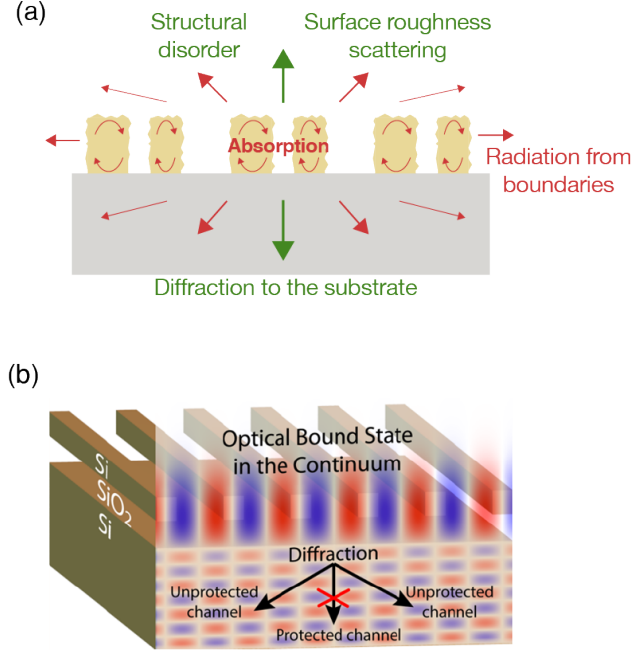 (a)
Structural
disorder
Surface roughness
scattering
Absorption
Radiation from
boundaries
Diffraction to the substrate
(b)
Optical Bound State
in the Continuum
Si
SiO2
Si
Diffraction
Unprotected
channel
Unprotected
channel
Protected channel